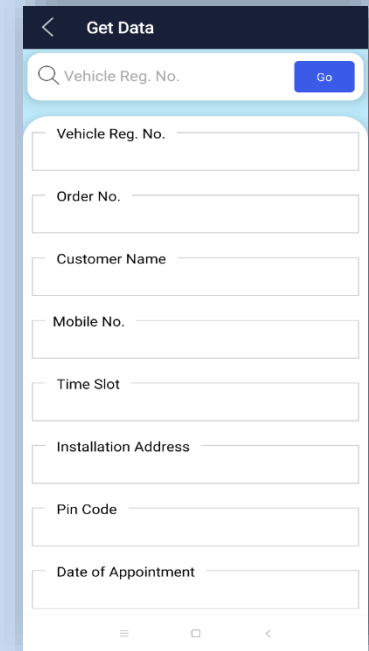 Get Data
Vehicle Reg. No.
Go
Vehicle Reg. No.
Order No.
Customer Name
Mobile No.
Time Slot
Installation Address
Pin Code
Date of Appointment